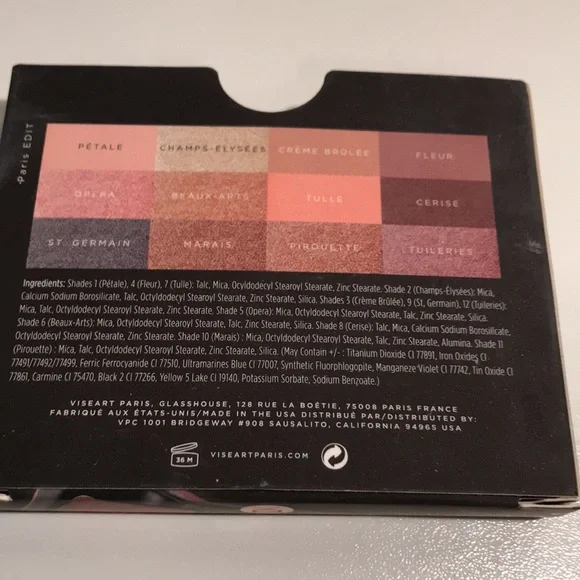 Paris EDIT
PÉTALE CHAMPS-ÉLYSÉES CRÈME BRÛLÉE FLEUR
OPÉRA BEAUX-ARTS TULLE CERISE
ST. GERMAIN MARAIS PIROUETTE TUILERIES
Ingredients: Shades 1 (Pétale), 4 (Fleur), 7 (Tulle): Talc, Mica, Ocyldodecyl Stearoyl Stearate, Zinc Stearate. Shade 2 (Champs-Élysées): Mica,
Calcium Sodium Borosilicate, Talc, Octyldodecyl Stearoyl Stearate, Zinc Stearate, Silica. Shades 3 (Crème Brûlée), 9 (St, Germain), 12 (Tuileries):
Mica, Talc, Octyldodecyl Stearoyl Stearate, Zinc Stearate. Shade 5 (Opera): Mica, Octyldodecyl Stearoyl Stearate, Talc, Zinc Stearate, Silica.
Shade 6 (Beaux-Arts): Mica, Octyldodecyl Stearoyl Stearate, Talc, Zinc Stearate, Silica. Shade 8 (Cerise): Talc, Mica, Calcium Sodium Borosilicate,
Octyldodecyl Stearoyl Stearate, Zinc Stearate. Shade 10 (Marais) : Mica, Talc, Octyldodecyl Stearoyl Stearate, Zinc Stearate, Alumina. Shade 11
(Pirouette) : Mica, Talc, Octyldodecyl Stearoyl Stearate, Zinc Stearate, Silica. (May Contain +/- : Titanium Dioxide CI 77891, Iron Oxides CI
77491/77492/77499, Ferric Ferrocyanide CI 77510, Ultramarines Blue CI 77007, Synthetic Fluorphlogopite, Manganeze Violet CI 77742, Tin Oxide CI
77861, Carmine CI 75470, Black 2 CI 77266, Yellow 5 Lake CI 19140, Potassium Sorbate, Sodium Benzoate.)
VISEART PARIS, GLASSHOUSE, 128 RUE LA BOÉTIE, 75008 PARIS FRANCE
FABRIQUÉ AUX ÉTATS-UNIS/MADE IN THE USA DISTRIBUÉ PAR/DISTRIBUTED BY:
VPC 1001 BRIDGEWAY #908 SAUSALITO, CALIFORNIA 94965 USA
36 M VISEARTPARIS.COM